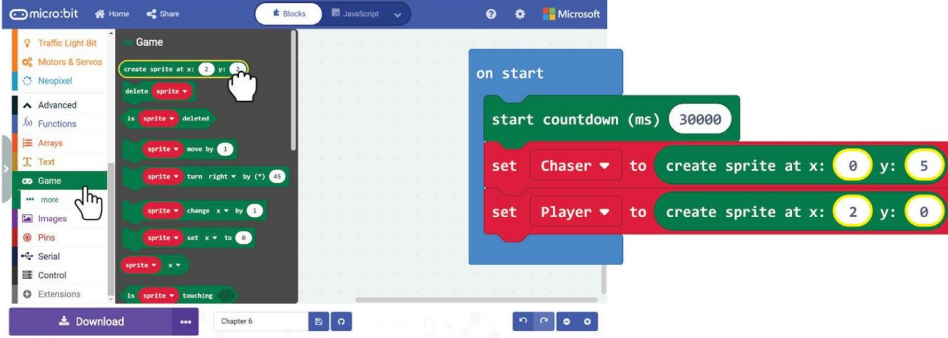 micro:bit Home Share Blocks JavaScript Microsoft
Traffic Light Bit
Motors & Servos
Neopixel
Advanced
Functions
Arrays
Text
Game
more
Images
Pins
Serial
Control
Extensions
Game
create sprite at x: 2 y:
delete sprite
is sprite deleted
sprite move by 1
sprite turn right by (°) 45
sprite change x by 1
sprite set x to 0
sprite x
is sprite touching
Download Chapter 6
on start
start countdown (ms) 30000
set Chaser to create sprite at x: 0 y: 5
set Player to create sprite at x: 2 y: 0